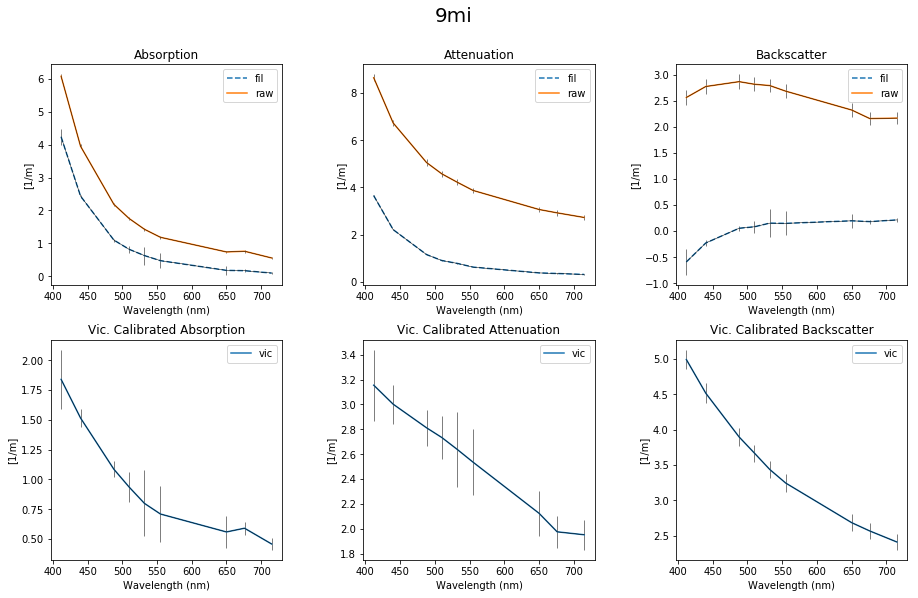 9mi
Absorption
fil
raw
6
5
4
3
2
1
0
[1/m]
400 450 500 550 600 650 700
Wavelength (nm)
Attenuation
fil
raw
8
6
4
2
0
[1/m]
400 450 500 550 600 650 700
Wavelength (nm)
Backscatter
fil
raw
3.0
2.5
2.0
1.5
1.0
0.5
0.0
−0.5
−1.0
[1/m]
400 450 500 550 600 650 700
Wavelength (nm)
Vic. Calibrated Absorption
vic
2.00
1.75
1.50
1.25
1.00
0.75
0.50
[1/m]
400 450 500 550 600 650 700
Wavelength (nm)
Vic. Calibrated Attenuation
vic
3.4
3.2
3.0
2.8
2.6
2.4
2.2
2.0
1.8
[1/m]
400 450 500 550 600 650 700
Wavelength (nm)
Vic. Calibrated Backscatter
vic
5.0
4.5
4.0
3.5
3.0
2.5
[1/m]
400 450 500 550 600 650 700
Wavelength (nm)